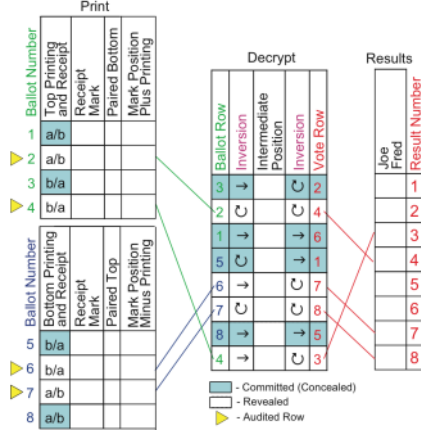 Print
Ballot Number
Top Printing and Receipt
Receipt Mark
Paired Bottom
Mark Position Plus Printing
1 a/b
2 a/b
3 b/a
4 b/a
Ballot Number
Bottom Printing and Receipt
Receipt Mark
Paired Top
Mark Position Minus Printing
5 b/a
6 b/a
7 a/b
8 a/b
Decrypt
Ballot Row
Inversion
Intermediate Position
Inversion
Vote Row
3 → ↻ 2
2 ↻ → 4
1 → → 6
5 ↻ → 1
6 → ↻ 7
7 ↻ ↻ 8
8 → → 5
4 → ↻ 3
- Committed (Concealed)
- Revealed
- Audited Row
Results
Joe
Fred
Result Number
1
2
3
4
5
6
7
8